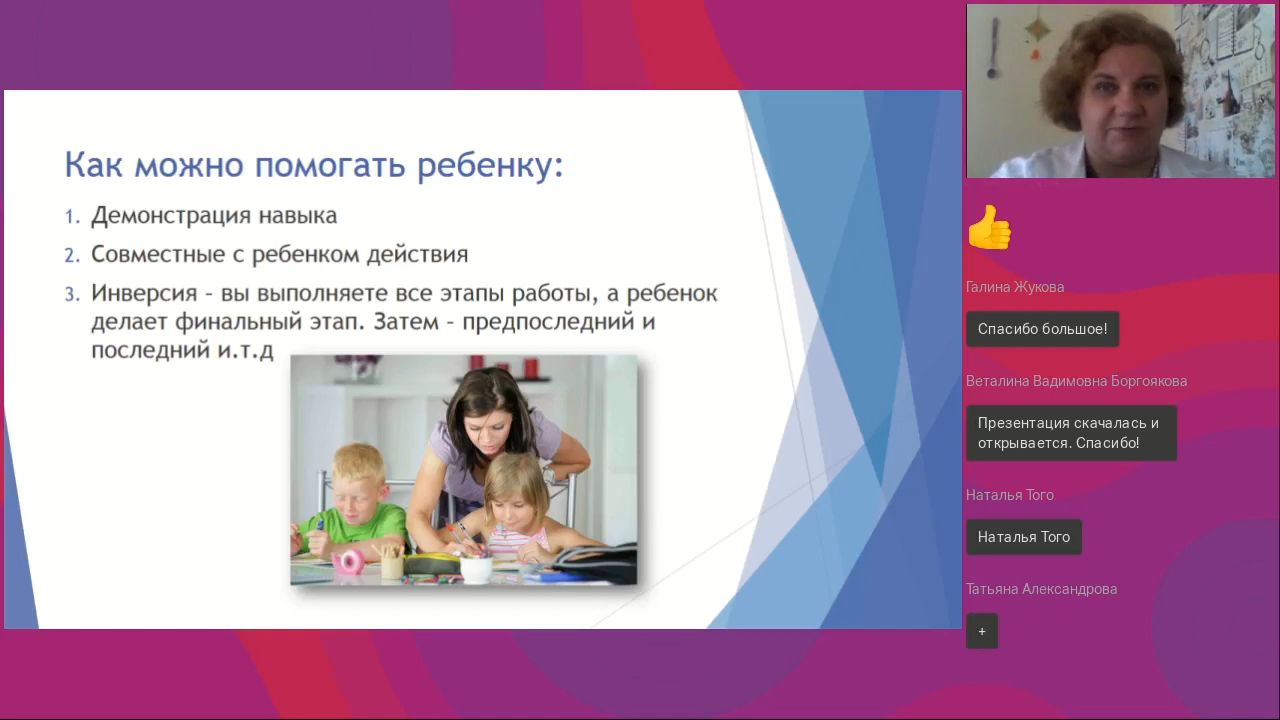 Как можно помогать ребенку:
1. Демонстрация навыка
2. Совместные с ребенком действия
3. Инверсия – вы выполняете все этапы работы, а ребенок
делает финальный этап. Затем – предпоследний и
последний и.т.д
Галина Жукова
Спасибо большое!
Веталина Вадимовна Боргоякова
Презентация скачалась и
открывается. Спасибо!
Наталья Того
Наталья Того
Татьяна Александрова
+